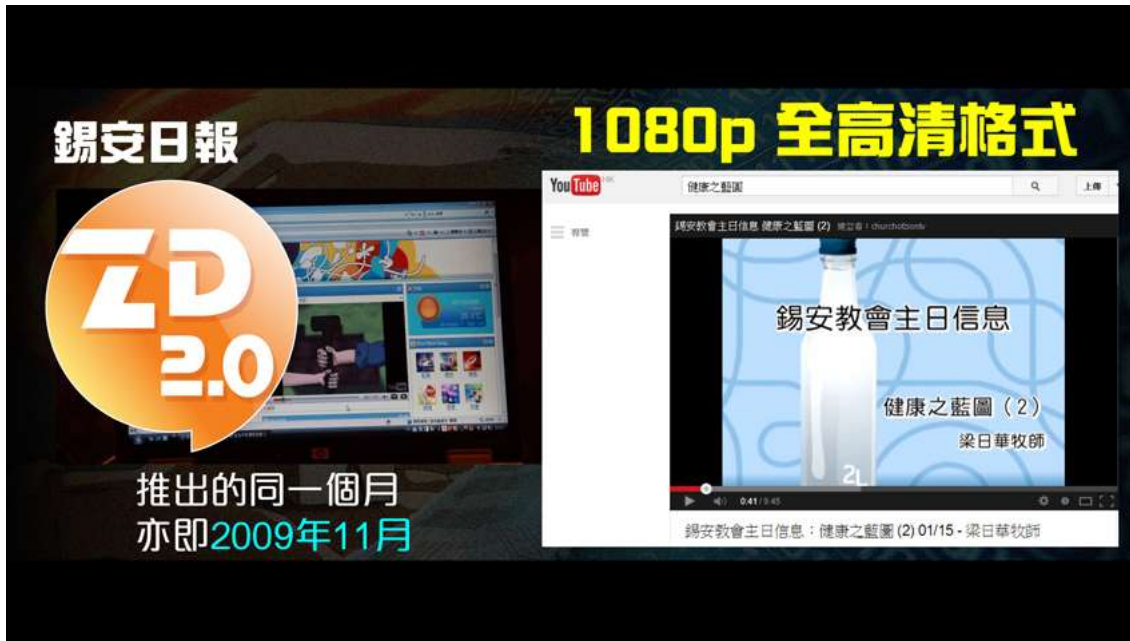 錫安日報
ZD
2.0
推出的同一個月
亦即2009年11月
1080p 全高清格式
YouTube HK
健康之藍圖
上傳
導覽
錫安教會主日信息 健康之藍圖 (2)
錫安教會主日信息
健康之藍圖(2)
梁日華牧師
2L
0:41 / 9:45
錫安教會主日信息：健康之藍圖 (2) 01/15 - 梁日華牧師